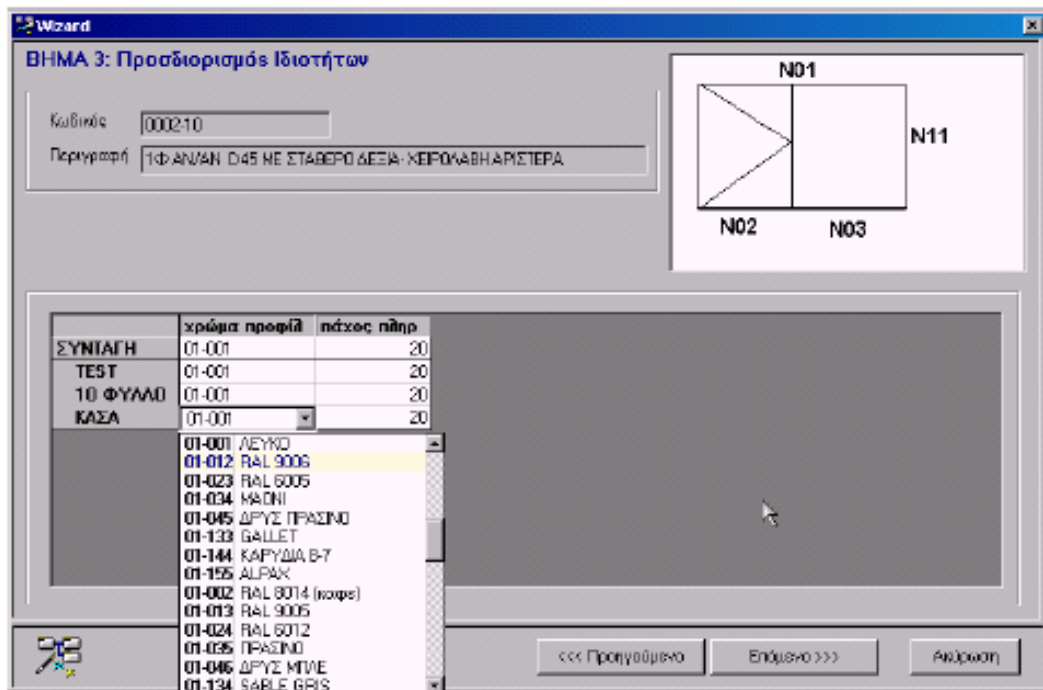 Wizard
ΒΗΜΑ 3: Προσδιορισμός Ιδιοτήτων
Κωδικός 0002-10
Περιγραφή 1Φ ΑΝ/ΑΝ D45 ΜΕ ΣΤΑΘΕΡΟ ΔΕΞΙΑ- ΧΕΙΡΟΛΑΒΗ ΑΡΙΣΤΕΡΑ
N01
N11
N02 N03
χρώμα προφίλ πάχος πληρ
ΣΥΝΤΑΓΗ 01-001 20
TEST 01-001 20
1Ο ΦΥΛΛΟ 01-001 20
ΚΑΣΑ 01-001 20
01-001 ΛΕΥΚΟ
01-012 RAL 9006
01-023 RAL 6005
01-034 ΜΑΟΝΙ
01-045 ΔΡΥΣ ΠΡΑΣΙΝΟ
01-133 GALLET
01-144 ΚΑΡΥΔΙΑ Β-7
01-155 ALPAX
01-002 RAL 8014 (καφε)
01-013 RAL 9005
01-024 RAL 6012
01-035 ΠΡΑΣΙΝΟ
01-046 ΔΡΥΣ ΜΠΛΕ
01-134 SABLE GRIS
<<< Προηγούμενο Επόμενο >>> Ακύρωση